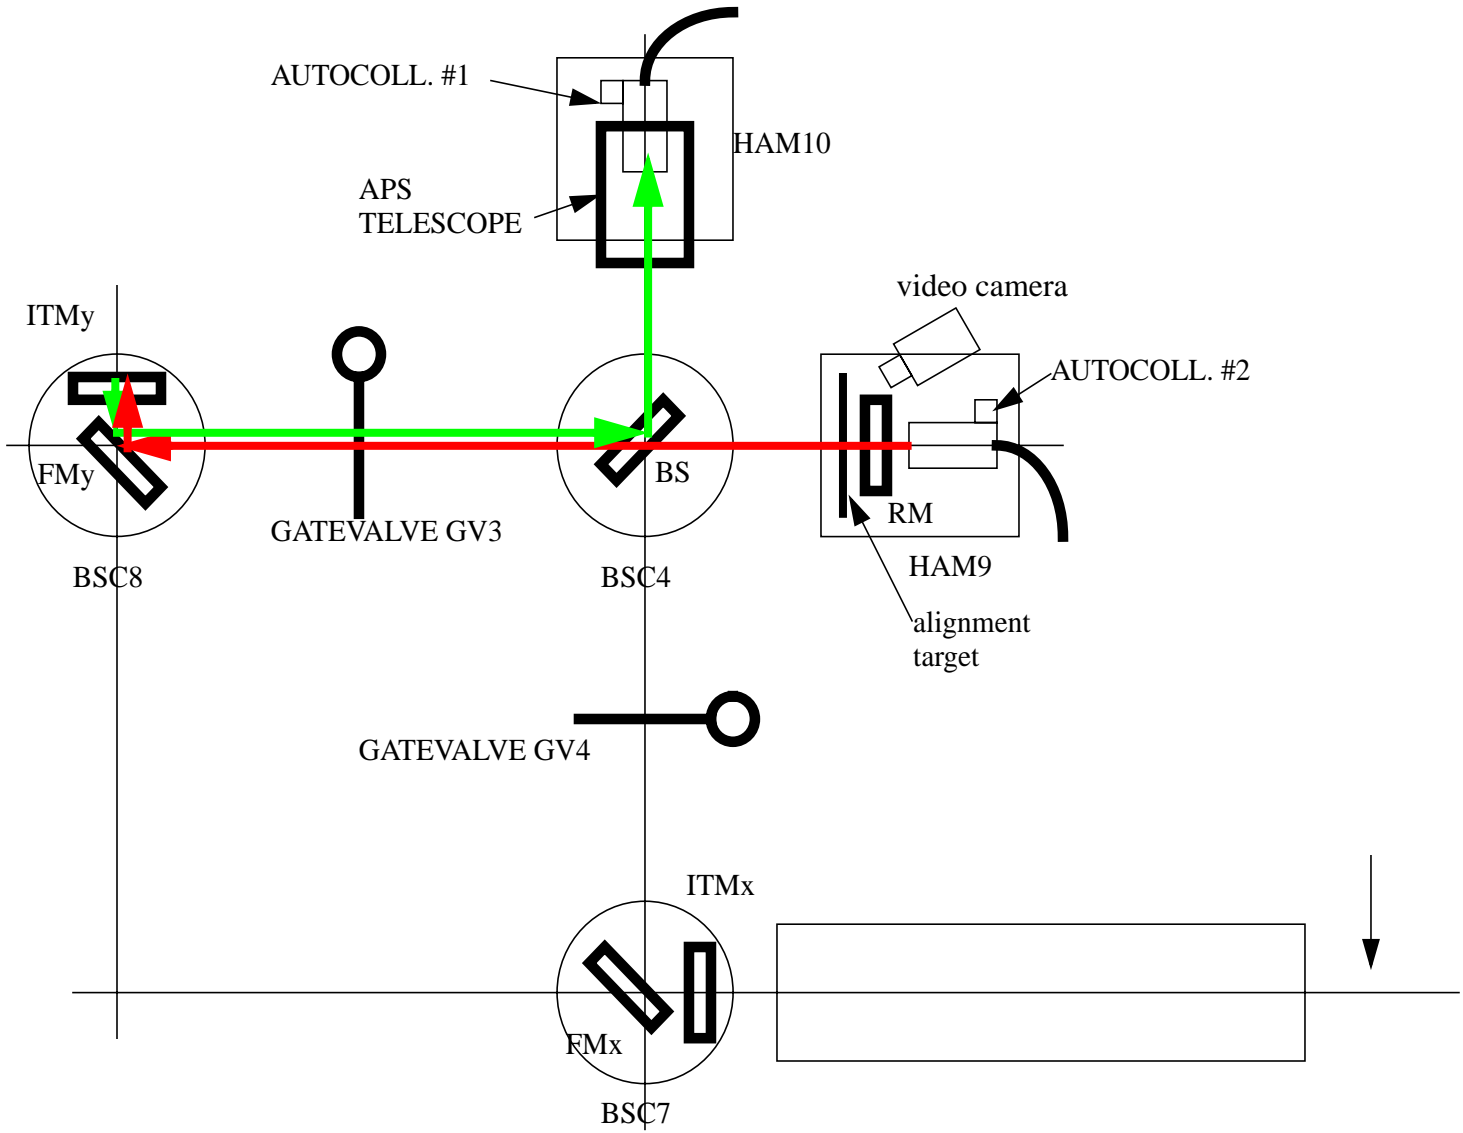 AUTOCOLL. #1
HAM10
APS
TELESCOPE
video camera
ITMy
AUTOCOLL. #2
FMy
BS
RM
GATEVALVE GV3
HAM9
BSC8
BSC4
alignment
target
GATEVALVE GV4
ITMx
FMx
BSC7